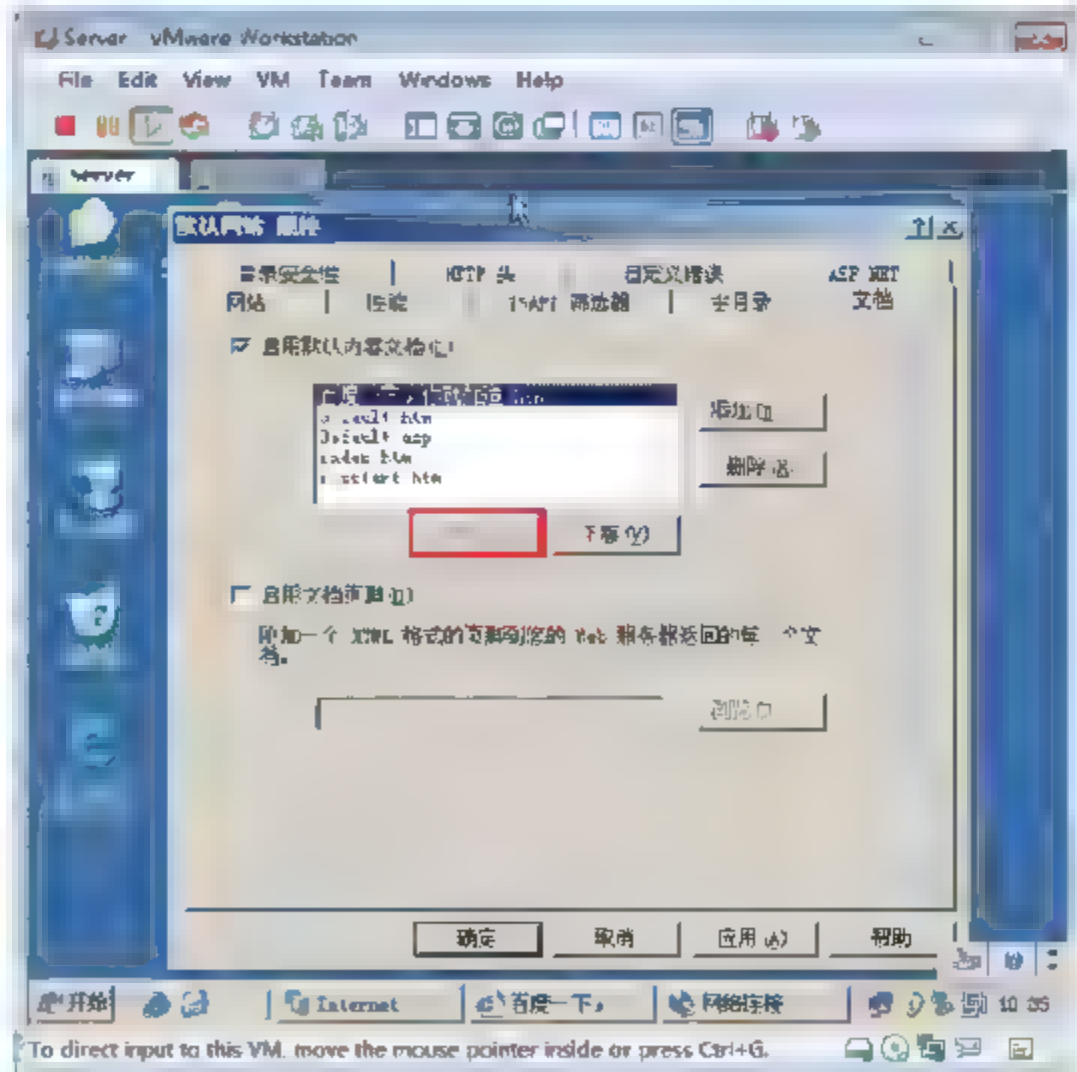 Server VMware Workstation
File Edit View VM Team Windows Help
Server
默认网站 属性
目录安全性 HTTP 头 自定义错误 ASP.NET
网站 性能 ISAPI 筛选器 主目录 文档
启用默认内容文档
default.htm
Default.asp
index.htm
iisstart.htm
添加(D)
删除(R)
下移(W)
启用文档页脚(O)
附加一个 HTML 格式的页脚到您的 Web 服务器返回的每一个文
档。
浏览
确定 取消 应用(A) 帮助
开始 Internet 百度一下, 网络连接
To direct input to this VM, move the mouse pointer inside or press Ctrl+G.